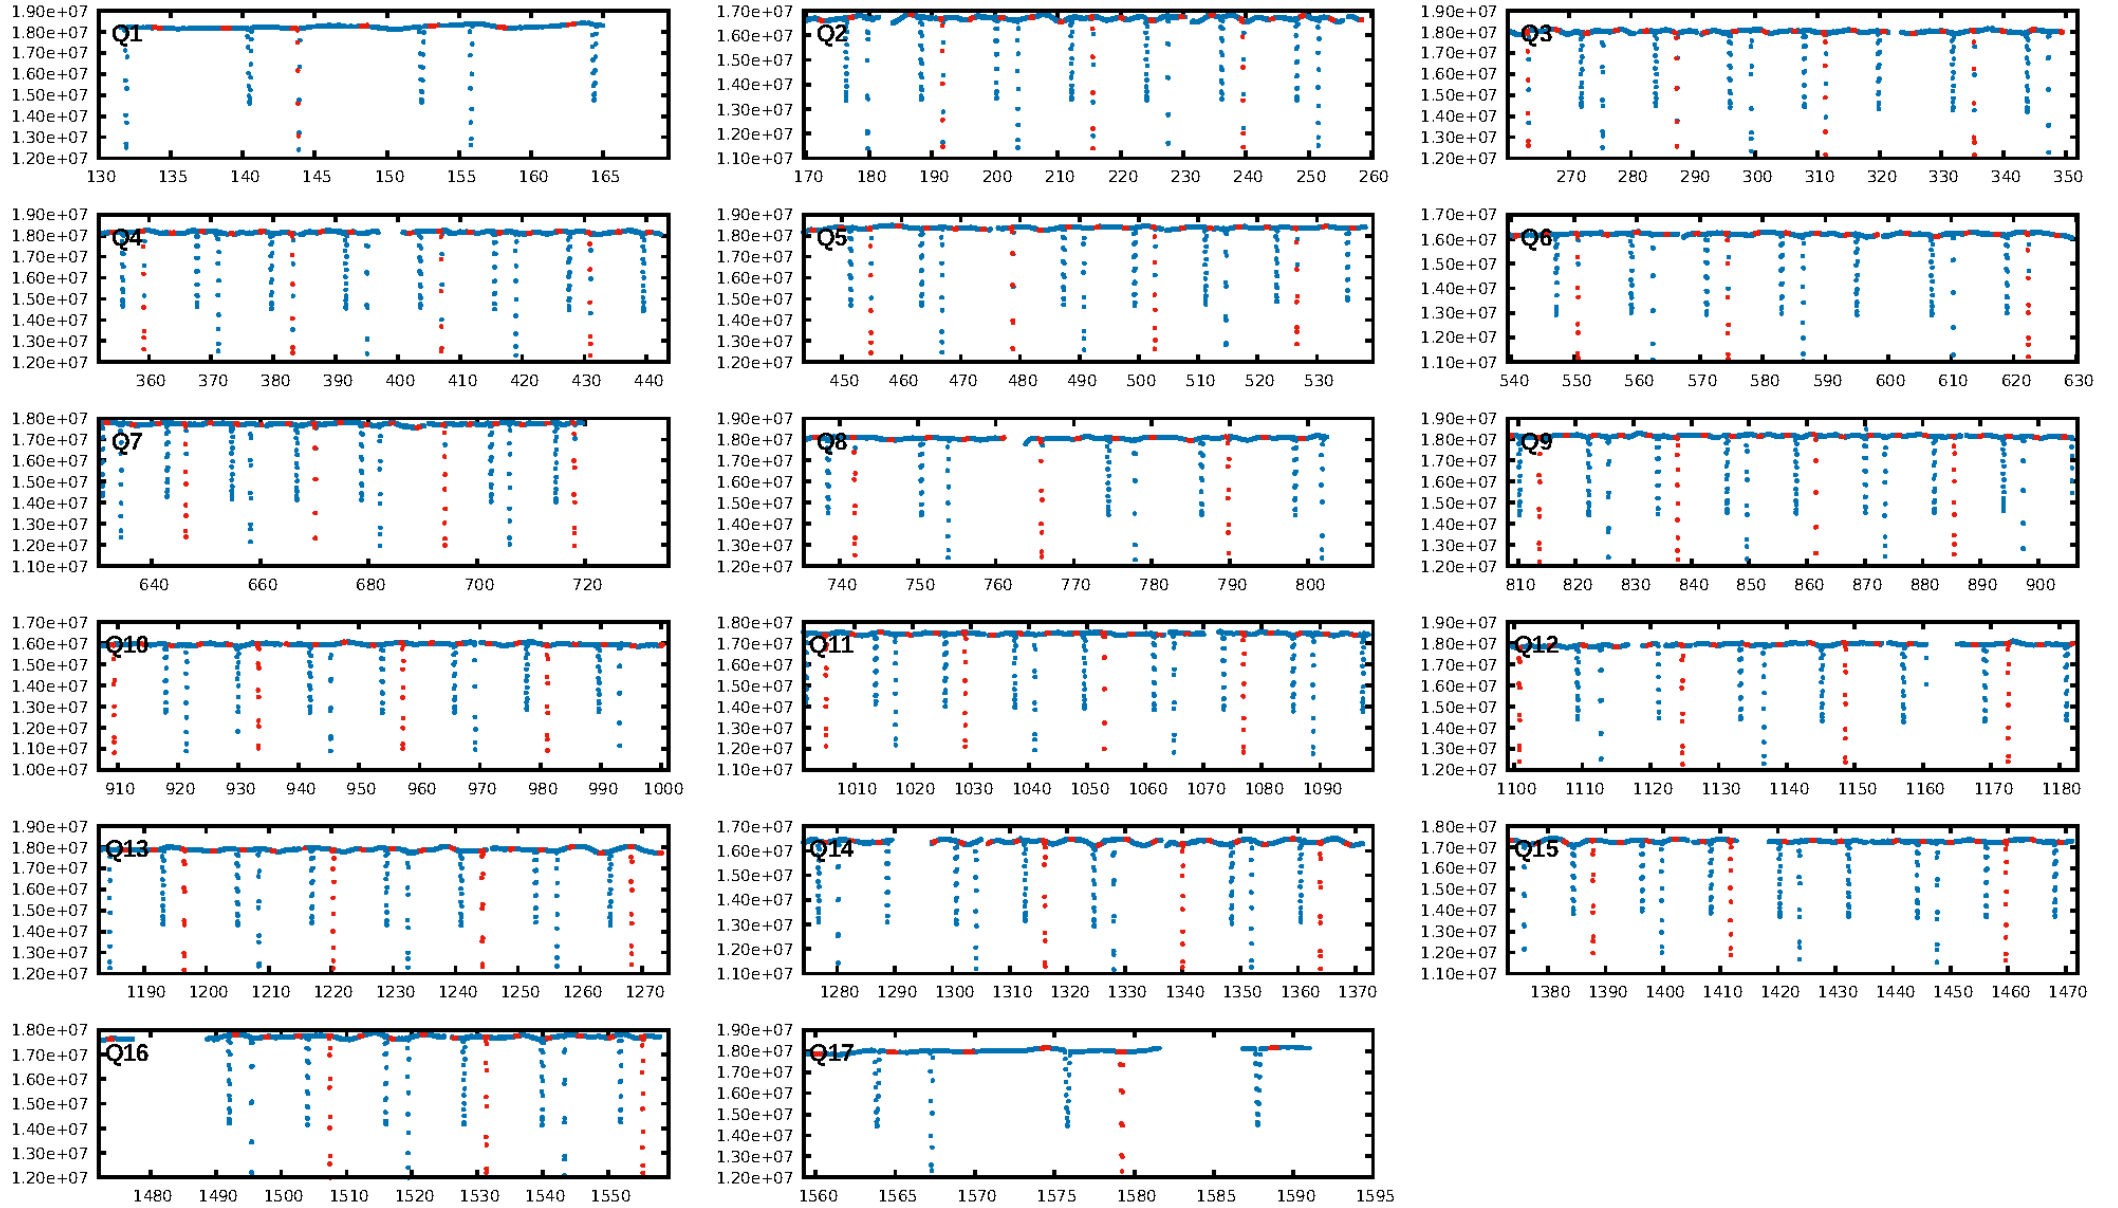 1.90e+07 1.80e+07 1.70e+07 1.60e+07 1.50e+07 1.40e+07 1.30e+07 1.20e+07
Q1
130 135 140 145 150 155 160 165
1.70e+07 1.60e+07 1.50e+07 1.40e+07 1.30e+07 1.20e+07 1.10e+07
Q2
170 180 190 200 210 220 230 240 250 260
1.90e+07 1.80e+07 1.70e+07 1.60e+07 1.50e+07 1.40e+07 1.30e+07 1.20e+07
Q3
270 280 290 300 310 320 330 340 350
1.90e+07 1.80e+07 1.70e+07 1.60e+07 1.50e+07 1.40e+07 1.30e+07 1.20e+07
Q4
360 370 380 390 400 410 420 430 440
1.90e+07 1.80e+07 1.70e+07 1.60e+07 1.50e+07 1.40e+07 1.30e+07 1.20e+07
Q5
450 460 470 480 490 500 510 520 530
1.70e+07 1.60e+07 1.50e+07 1.40e+07 1.30e+07 1.20e+07 1.10e+07
Q6
540 550 560 570 580 590 600 610 620 630
1.80e+07 1.70e+07 1.60e+07 1.50e+07 1.40e+07 1.30e+07 1.20e+07 1.10e+07
Q7
640 660 680 700 720
1.90e+07 1.80e+07 1.70e+07 1.60e+07 1.50e+07 1.40e+07 1.30e+07 1.20e+07
Q8
740 750 760 770 780 790 800
1.90e+07 1.80e+07 1.70e+07 1.60e+07 1.50e+07 1.40e+07 1.30e+07 1.20e+07
Q9
810 820 830 840 850 860 870 880 890 900
1.70e+07 1.60e+07 1.50e+07 1.40e+07 1.30e+07 1.20e+07 1.10e+07 1.00e+07
Q10
910 920 930 940 950 960 970 980 990 1000
1.80e+07 1.70e+07 1.60e+07 1.50e+07 1.40e+07 1.30e+07 1.20e+07 1.10e+07
Q11
1010 1020 1030 1040 1050 1060 1070 1080 1090
1.90e+07 1.80e+07 1.70e+07 1.60e+07 1.50e+07 1.40e+07 1.30e+07 1.20e+07
Q12
1100 1110 1120 1130 1140 1150 1160 1170 1180
1.90e+07 1.80e+07 1.70e+07 1.60e+07 1.50e+07 1.40e+07 1.30e+07 1.20e+07
Q13
1190 1200 1210 1220 1230 1240 1250 1260 1270
1.70e+07 1.60e+07 1.50e+07 1.40e+07 1.30e+07 1.20e+07 1.10e+07
Q14
1280 1290 1300 1310 1320 1330 1340 1350 1360 1370
1.80e+07 1.70e+07 1.60e+07 1.50e+07 1.40e+07 1.30e+07 1.20e+07 1.10e+07
Q15
1380 1390 1400 1410 1420 1430 1440 1450 1460 1470
1.80e+07 1.70e+07 1.60e+07 1.50e+07 1.40e+07 1.30e+07 1.20e+07
Q16
1480 1490 1500 1510 1520 1530 1540 1550
1.90e+07 1.80e+07 1.70e+07 1.60e+07 1.50e+07 1.40e+07 1.30e+07 1.20e+07
Q17
1560 1565 1570 1575 1580 1585 1590 1595